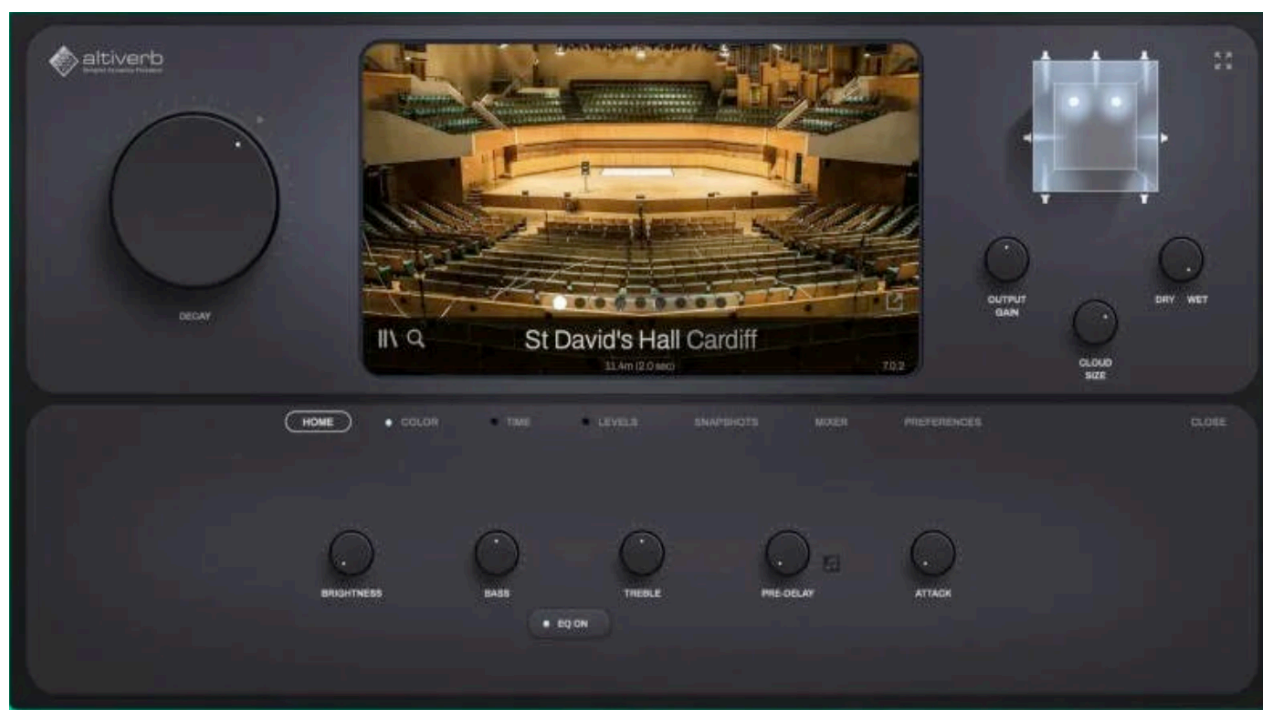 altiverb
DECAY
St David's Hall Cardiff
11.4m (2.0 sec)
7.0.2
OUTPUT
GAIN
DRY WET
CLOUD
SIZE
HOME COLOR TIME LEVELS SNAPSHOTS MIXER PREFERENCES CLOSE
BRIGHTNESS BASS TREBLE PRE-DELAY ATTACK
EQ ON